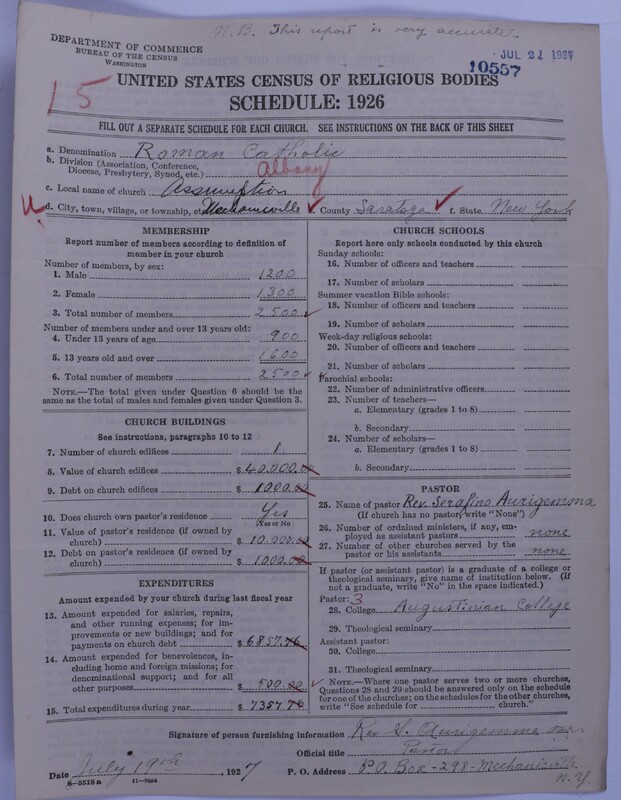 N.B. This report is very accurate.
DEPARTMENT OF COMMERCE
BUREAU OF THE CENSUS
WASHINGTON
JUL 21 1927
10557
15
UNITED STATES CENSUS OF RELIGIOUS BODIES
SCHEDULE: 1926
FILL OUT A SEPARATE SCHEDULE FOR EACH CHURCH. SEE INSTRUCTIONS ON THE BACK OF THIS SHEET
a. Denomination Roman Catholic
b. Division (Association, Conference, Diocese, Presbytery, Synod, etc.) Albany
c. Local name of church Assumption
d. City, town, village, or township, etc. Mechanicville County Saratoga f. State New York
MEMBERSHIP
Report number of members according to definition of
member in your church
Number of members, by sex:
1. Male 1200
2. Female 1300
3. Total number of members 2500
Number of members under and over 13 years old:
4. Under 13 years of age 900
5. 13 years old and over 1600
6. Total number of members 2500
NOTE.—The total given under Question 6 should be the
same as the total of males and females given under Question 3.
CHURCH BUILDINGS
See instructions, paragraphs 10 to 12
7. Number of church edifices 1
8. Value of church edifices $ 40.000.00
9. Debt on church edifices $ 1000.00
10. Does church own pastor's residence Yes
(Yes or No)
11. Value of pastor's residence (if owned by
church) $ 10.000.00
12. Debt on pastor's residence (if owned by
church) $ 1000.00
EXPENDITURES
Amount expended by your church during last fiscal year
13. Amount expended for salaries, repairs,
and other running expenses; for im-
provements or new buildings; and for
payments on church debt $ 6857.76
14. Amount expended for benevolences, in-
cluding home and foreign missions; for
denominational support; and for all
other purposes $ 500.00
15. Total expenditures during year $ 7357 76
CHURCH SCHOOLS
Report here only schools conducted by this church
Sunday schools:
16. Number of officers and teachers
17. Number of scholars
Summer vacation Bible schools:
18. Number of officers and teachers
19. Number of scholars
Week-day religious schools:
20. Number of officers and teachers
21. Number of scholars
Parochial schools:
22. Number of administrative officers
23. Number of teachers—
a. Elementary (grades 1 to 8)
b. Secondary
24. Number of scholars—
a. Elementary (grades 1 to 8)
b. Secondary
PASTOR
25. Name of pastor Rev. Serafino Aurigemma
(If church has no pastor, write "None")
26. Number of ordained ministers, if any, em-
ployed as assistant pastors none
27. Number of other churches served by the
pastor or his assistants none
If pastor (or assistant pastor) is a graduate of a college or
theological seminary, give name of institution below. (If
not a graduate, write "No" in the space indicated.)
Pastor: 3
28. College Augustinian College
29. Theological seminary
Assistant pastor:
30. College
31. Theological seminary
NOTE.—Where one pastor serves two or more churches,
Questions 28 and 29 should be answered only on the schedule
for one of the churches; on the schedules for the other churches,
write "See schedule for church."
Signature of person furnishing information Rev S. Aurigemma
Official title Pastor
Date July 19th, 1927 P. O. Address P.O. Box -298- Mechanicville
N.Y.
8-5518a 11-9464